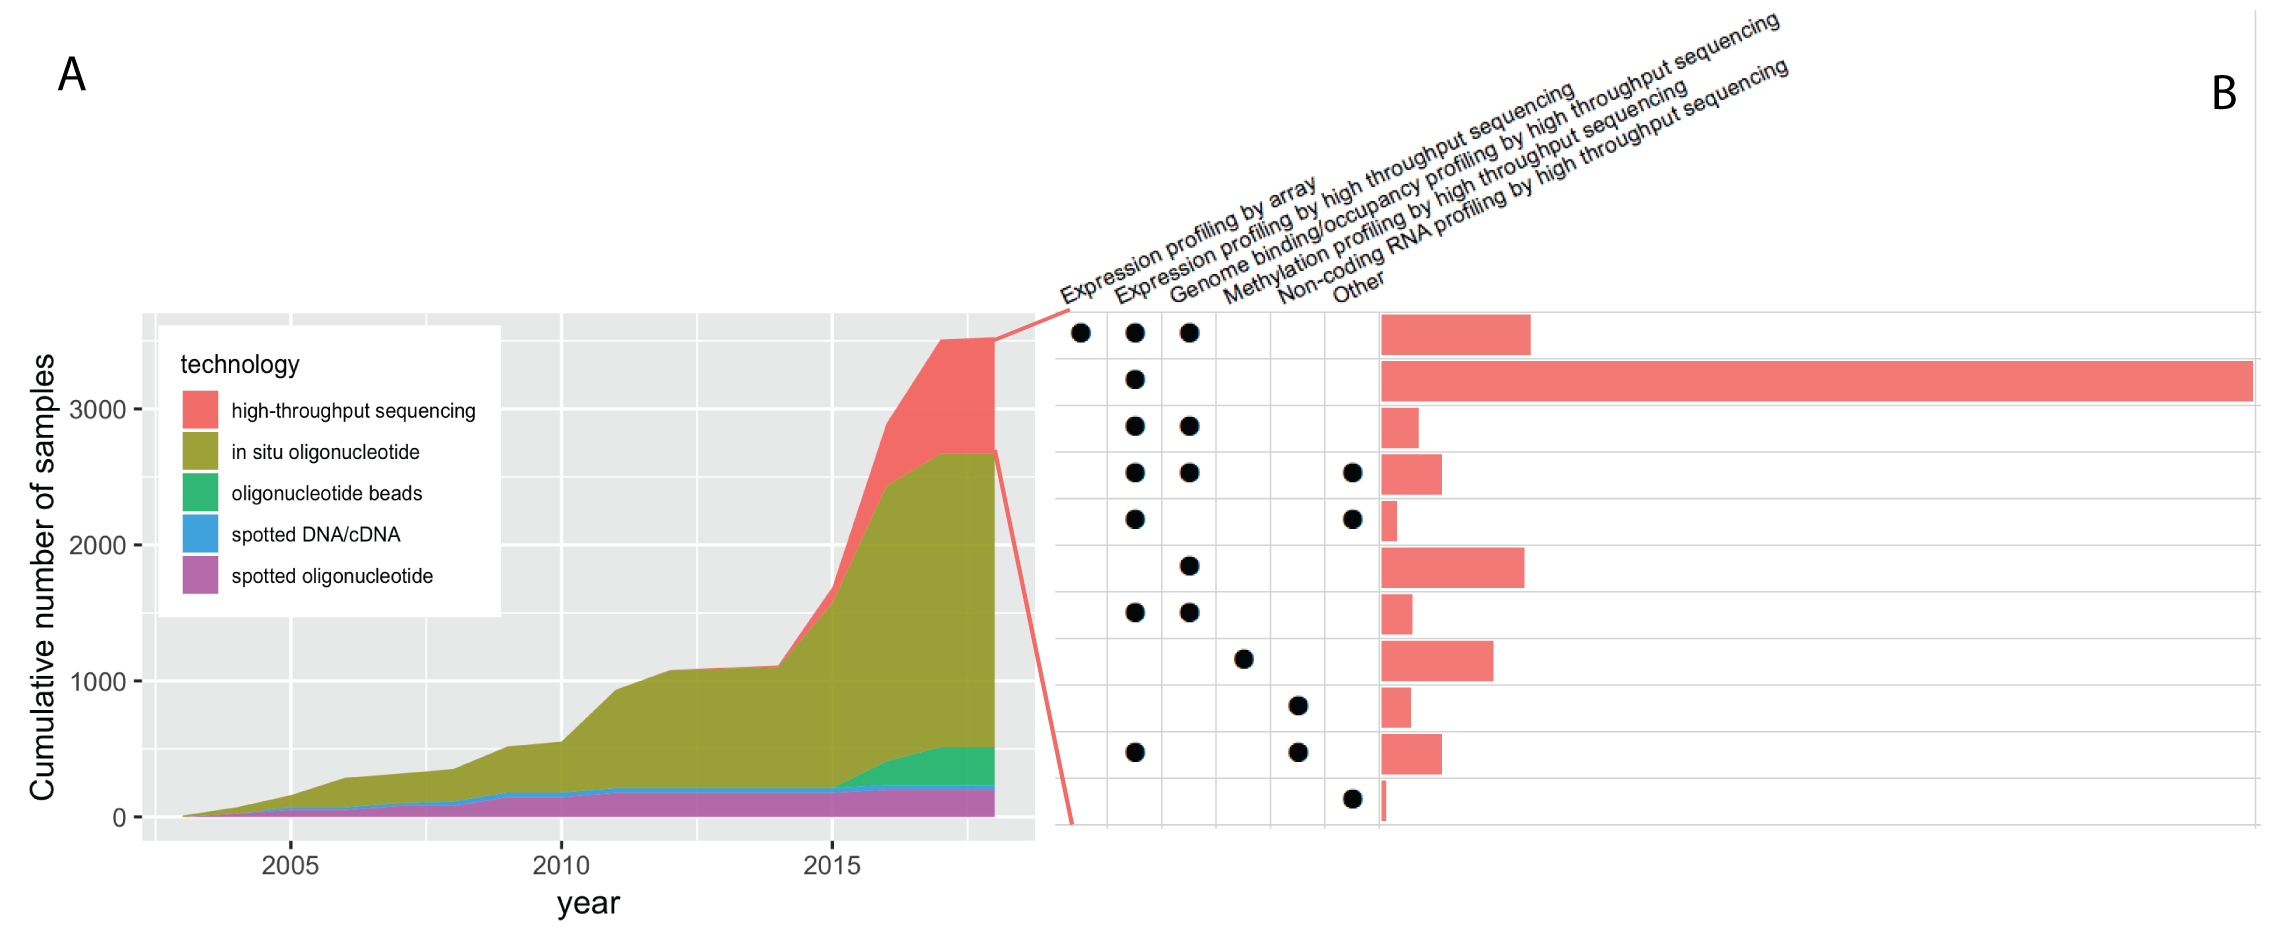 A
B
Expression profiling by array
Expression profiling by high throughput sequencing
Genome binding/occupancy profiling by high throughput sequencing
Methylation profiling by high throughput sequencing
Non-coding RNA profiling by high throughput sequencing
Other
technology
high-throughput sequencing
in situ oligonucleotide
oligonucleotide beads
spotted DNA/cDNA
spotted oligonucleotide
Cumulative number of samples
3000
2000
1000
0
2005
2010
2015
year